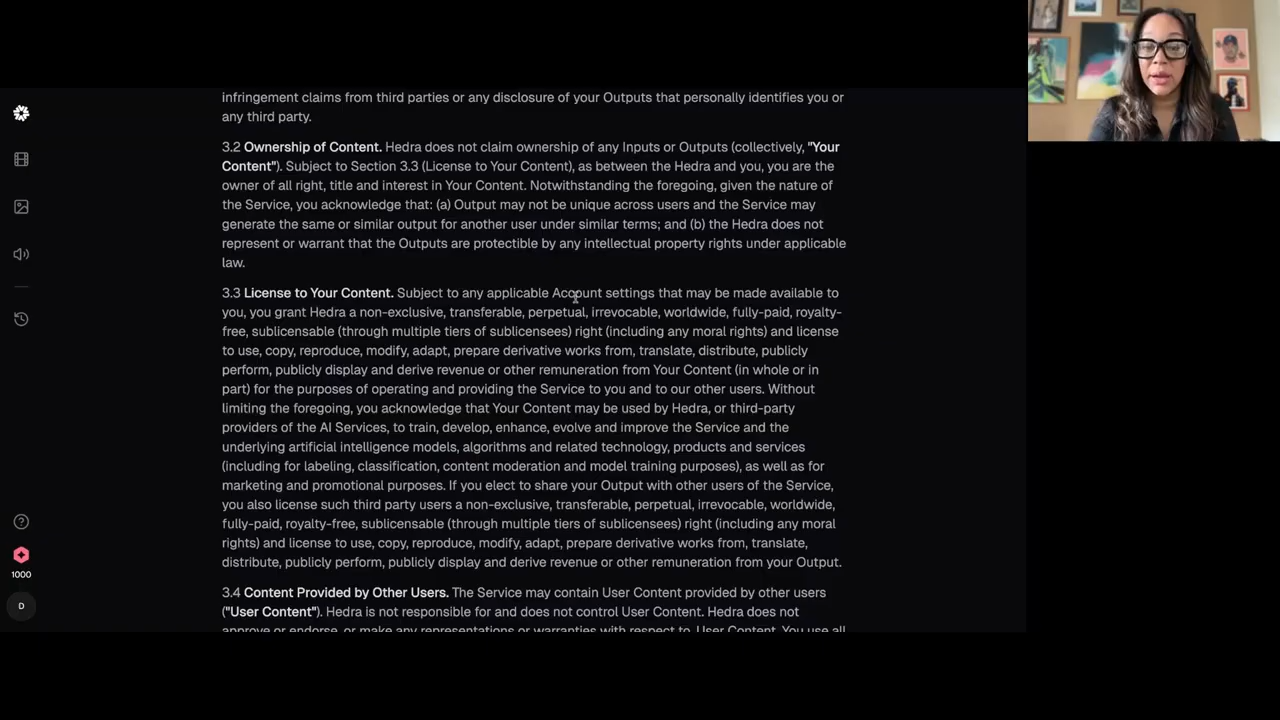 infringement claims from third parties or any disclosure of your Outputs that personally identifies you or
any third party.
3.2 Ownership of Content. Hedra does not claim ownership of any Inputs or Outputs (collectively, "Your
Content"). Subject to Section 3.3 (License to Your Content), as between the Hedra and you, you are the
owner of all right, title and interest in Your Content. Notwithstanding the foregoing, given the nature of
the Service, you acknowledge that: (a) Output may not be unique across users and the Service may
generate the same or similar output for another user under similar terms; and (b) the Hedra does not
represent or warrant that the Outputs are protectible by any intellectual property rights under applicable
law.
3.3 License to Your Content. Subject to any applicable Account settings that may be made available to
you, you grant Hedra a non-exclusive, transferable, perpetual, irrevocable, worldwide, fully-paid, royalty-
free, sublicensable (through multiple tiers of sublicensees) right (including any moral rights) and license
to use, copy, reproduce, modify, adapt, prepare derivative works from, translate, distribute, publicly
perform, publicly display and derive revenue or other remuneration from Your Content (in whole or in
part) for the purposes of operating and providing the Service to you and to our other users. Without
limiting the foregoing, you acknowledge that Your Content may be used by Hedra, or third-party
providers of the AI Services, to train, develop, enhance, evolve and improve the Service and the
underlying artificial intelligence models, algorithms and related technology, products and services
(including for labeling, classification, content moderation and model training purposes), as well as for
marketing and promotional purposes. If you elect to share your Output with other users of the Service,
you also license such third party users a non-exclusive, transferable, perpetual, irrevocable, worldwide,
fully-paid, royalty-free, sublicensable (through multiple tiers of sublicensees) right (including any moral
rights) and license to use, copy, reproduce, modify, adapt, prepare derivative works from, translate,
distribute, publicly perform, publicly display and derive revenue or other remuneration from your Output.
3.4 Content Provided by Other Users. The Service may contain User Content provided by other users
("User Content"). Hedra is not responsible for and does not control User Content. Hedra does not
approve or endorse, or make any representations or warranties with respect to, User Content. You use all
1000
D